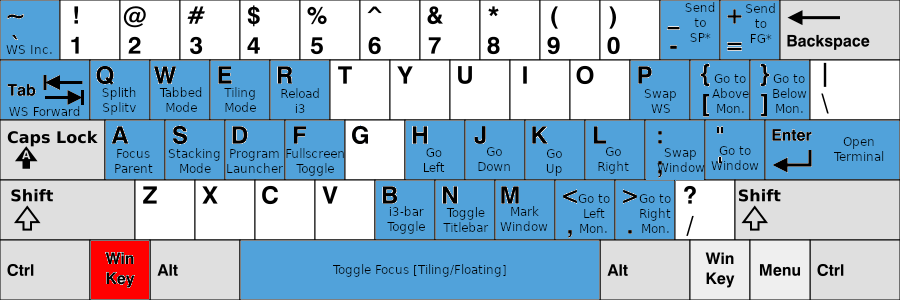 ~
` WS Inc.
!
1
@
2
#
3
$
4
%
5
^
6
&
7
*
8
(
9
)
0
_ Send to SP*
-
+ Send to FG*
=
Backspace
Tab
WS Forward
Q
Splith
Splitv
W
Tabbed
Mode
E
Tiling
Mode
R
Reload
i3
T
Y
U
I
O
P
Swap
WS
{ Go to
Above
] Mon.
} Go to
Below
] Mon.
|
\
Caps Lock
A
A
Focus
Parent
S
Stacking
Mode
D
Program
Launcher
F
Fullscreen
Toggle
G
H
Go
Left
J
Go
Down
K
Go
Up
L
Go
Right
:
; Swap
Window
"
' Go to
Window
Enter
Open
Terminal
Shift
Z
X
C
V
B
i3-bar
Toggle
N
Toggle
Titlebar
M
Mark
Window
< Go to
Left
, Mon.
> Go to
Right
. Mon.
?
/
Shift
Ctrl
Win
Key
Alt
Toggle Focus [Tiling/Floating]
Alt
Win
Key
Menu
Ctrl